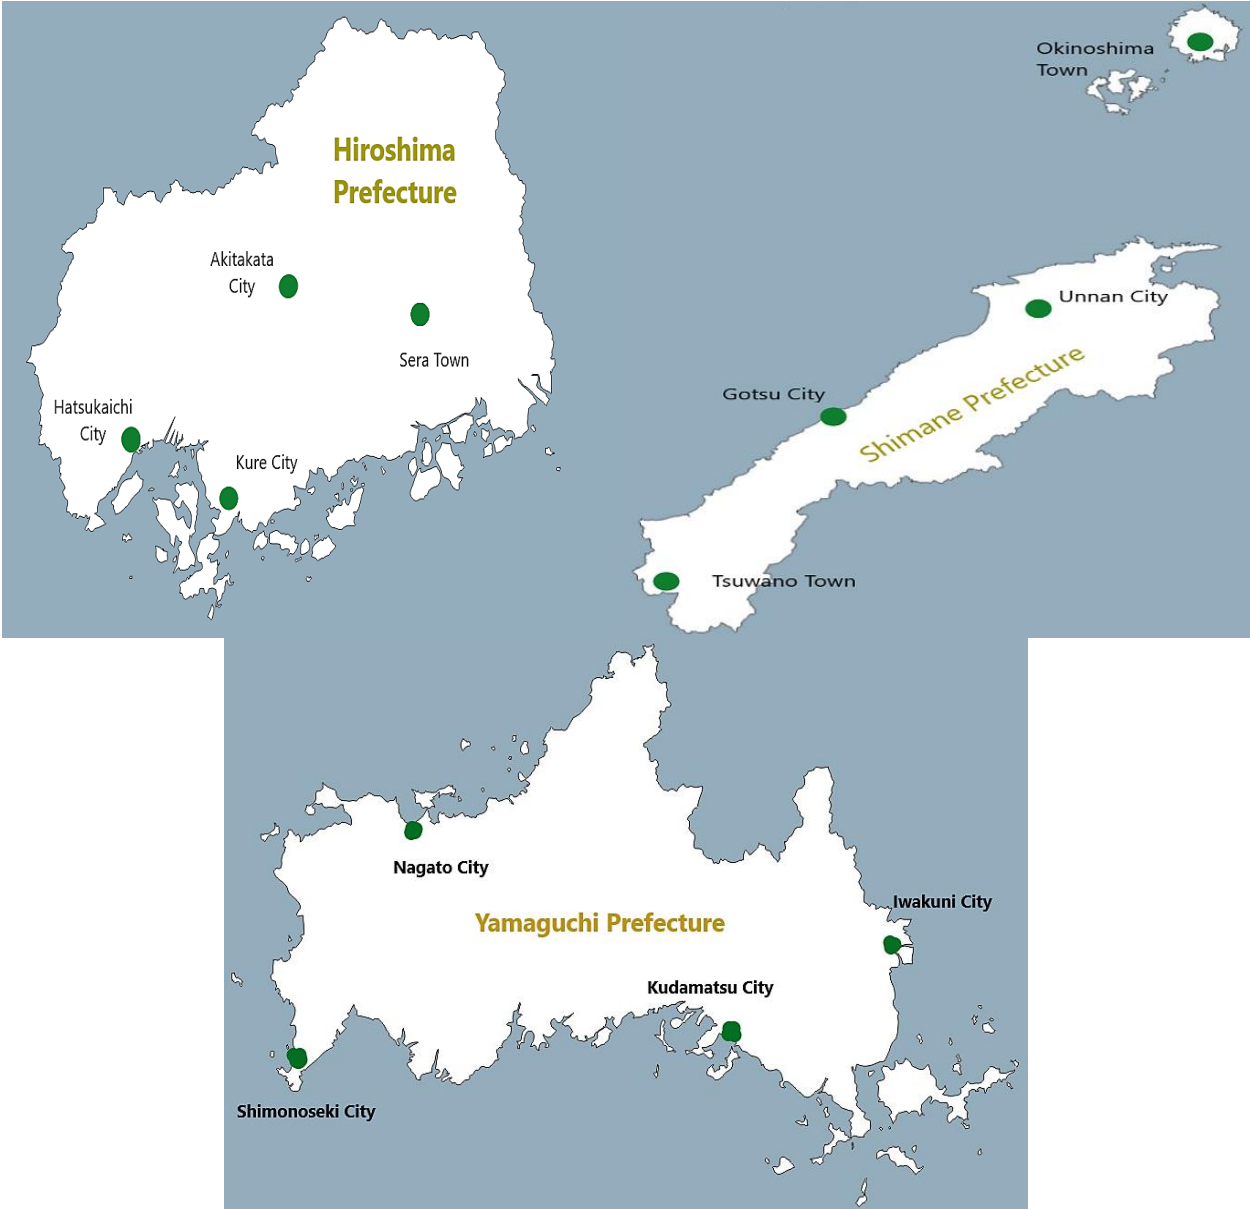 Hiroshima
Prefecture
Akitakata
City
Sera Town
Hatsukaichi
City
Kure City
Okinoshima
Town
Unnan City
Gotsu City
Shimane Prefecture
Tsuwano Town
Nagato City
Yamaguchi Prefecture
Iwakuni City
Kudamatsu City
Shimonoseki City